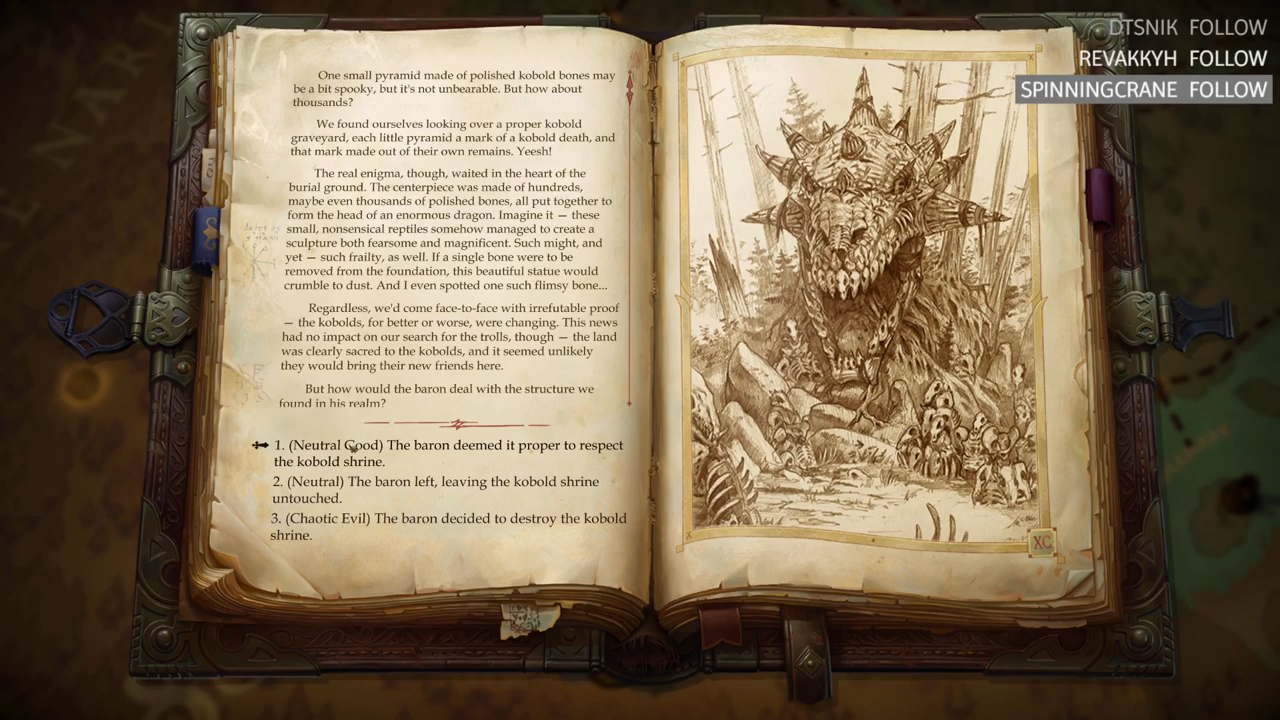 DTSNIK FOLLOW
REVAKKYH FOLLOW
SPINNINGCRANE FOLLOW
One small pyramid made of polished kobold bones may
be a bit spooky, but it's not unbearable. But how about
thousands?
We found ourselves looking over a proper kobold
graveyard, each little pyramid a mark of a kobold death, and
that mark made out of their own remains. Yeesh!
The real enigma, though, waited in the heart of the
burial ground. The centerpiece was made of hundreds,
maybe even thousands of polished bones, all put together to
form the head of an enormous dragon. Imagine it — these
small, nonsensical reptiles somehow managed to create a
sculpture both fearsome and magnificent. Such might, and
yet — such frailty, as well. If a single bone were to be
removed from the foundation, this beautiful statue would
crumble to dust. And I even spotted one such flimsy bone...
Regardless, we'd come face-to-face with irrefutable proof
— the kobolds, for better or worse, were changing. This news
had no impact on our search for the trolls, though — the land
was clearly sacred to the kobolds, and it seemed unlikely
they would bring their new friends here.
But how would the baron deal with the structure we
found in his realm?
1. (Neutral Good) The baron deemed it proper to respect
the kobold shrine.
2. (Neutral) The baron left, leaving the kobold shrine
untouched.
3. (Chaotic Evil) The baron decided to destroy the kobold
shrine.
XC